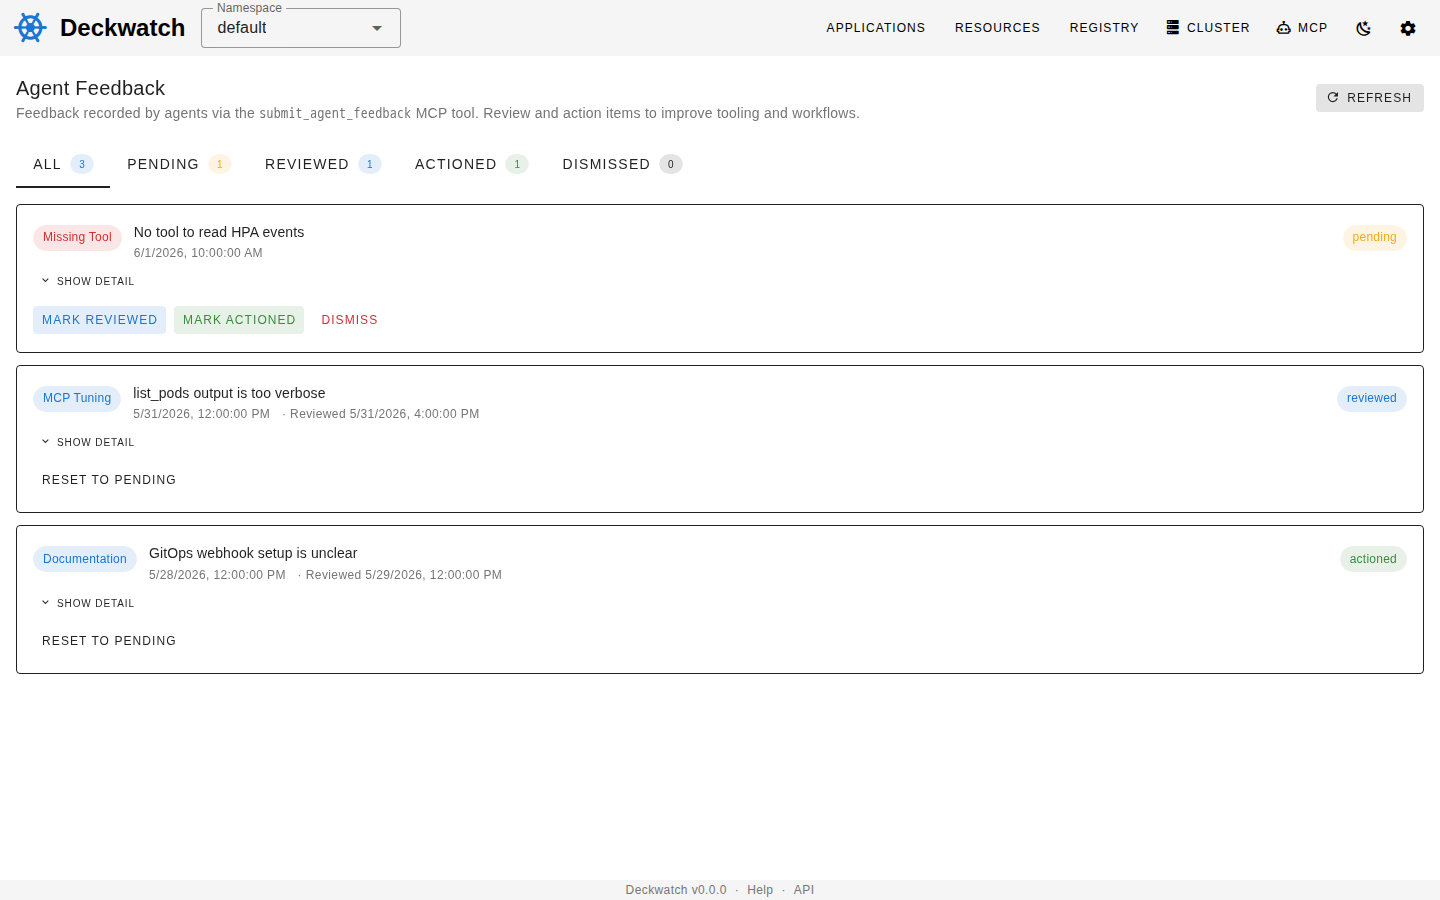 Deckwatch
Namespace
default
APPLICATIONS
RESOURCES
REGISTRY
CLUSTER
MCP
Agent Feedback
Feedback recorded by agents via the submit_agent_feedback MCP tool. Review and action items to improve tooling and workflows.
REFRESH
ALL 3
PENDING 1
REVIEWED 1
ACTIONED 1
DISMISSED 0
Missing Tool
No tool to read HPA events
pending
6/1/2026, 10:00:00 AM
SHOW DETAIL
MARK REVIEWED
MARK ACTIONED
DISMISS
MCP Tuning
list_pods output is too verbose
reviewed
5/31/2026, 12:00:00 PM · Reviewed 5/31/2026, 4:00:00 PM
SHOW DETAIL
RESET TO PENDING
Documentation
GitOps webhook setup is unclear
actioned
5/28/2026, 12:00:00 PM · Reviewed 5/29/2026, 12:00:00 PM
SHOW DETAIL
RESET TO PENDING
Deckwatch v0.0.0 · Help · API